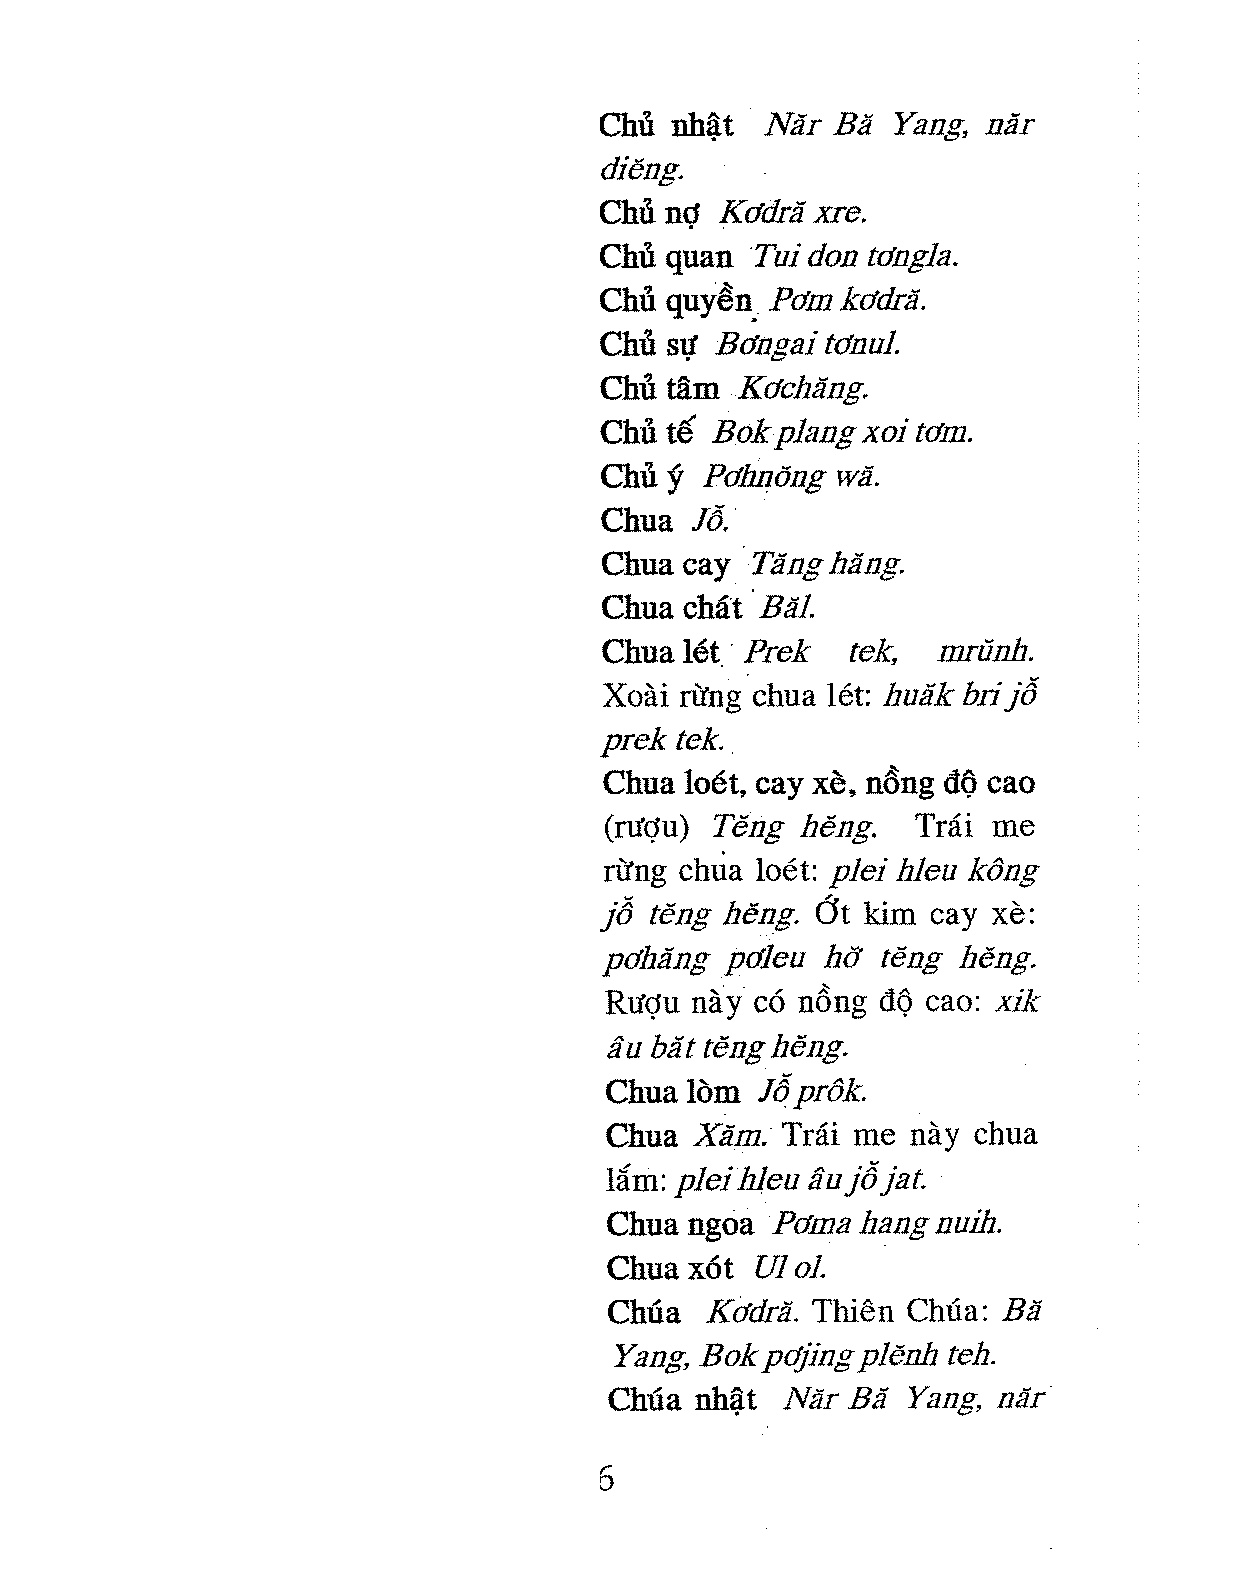 Chủ nhật Năr Bă Yang, năr
diĕng.
Chủ nợ Kơdră xre.
Chủ quan Tui don tơngla.
Chủ quyền Pơm kơdră.
Chủ sự Bơngai tơnul.
Chủ tâm Kơchăng.
Chủ tế Bok plang xoi tơm.
Chủ ý Pơhnŏng wă.
Chua Jô̆.
Chua cay Tăng hăng.
Chua chát Băl.
Chua lét Prek tek, mrŭnh.
Xoài rừng chua lét: huăk bri jô̆
prek tek.
Chua loét, cay xè, nồng độ cao
(rượu) Tĕng hĕng. Trái me
rừng chua loét: plei hleu kông
jô̆ tĕng hĕng. Ớt kim cay xè:
pơhăng pơleu hơ̆ tĕng hĕng.
Rượu này có nồng độ cao: xik
âu băt tĕng hĕng.
Chua lòm Jô̆ prôk.
Chua Xăm. Trái me này chua
lắm: plei hleu âu jô̆ jat.
Chua ngoa Pơma hang nuih.
Chua xót Ul ol.
Chúa Kơdră. Thiên Chúa: Bă
Yang, Bok pơjing plĕnh teh.
Chúa nhật Năr Bă Yang, năr
6